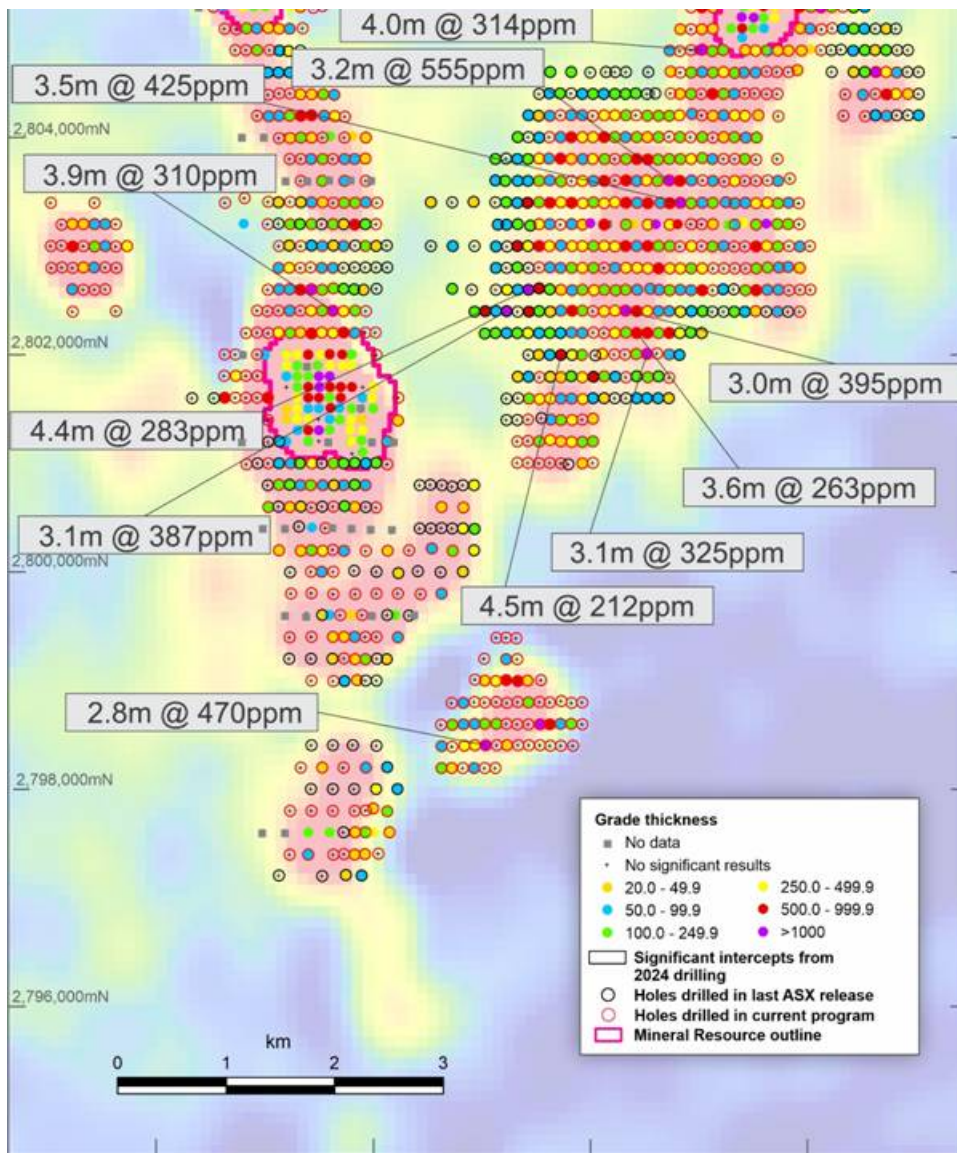 4.0m @ 314ppm
3.2m @ 555ppm
3.5m @ 425ppm
2,804,000mN
3.9m @ 310ppm
2,802,000mN
3.0m @ 395ppm
4.4m @ 283ppm
3.6m @ 263ppm
3.1m @ 387ppm
3.1m @ 325ppm
2,800,000mN
4.5m @ 212ppm
2.8m @ 470ppm
2,798,000mN
Grade thickness
No data
No significant results
20.0 - 49.9
250.0 - 499.9
50.0 - 99.9
500.0 - 999.9
100.0 - 249.9
>1000
Significant intercepts from
2024 drilling
Holes drilled in last ASX release
Holes drilled in current program
Mineral Resource outline
2,796,000mN
km
0 1 2 3